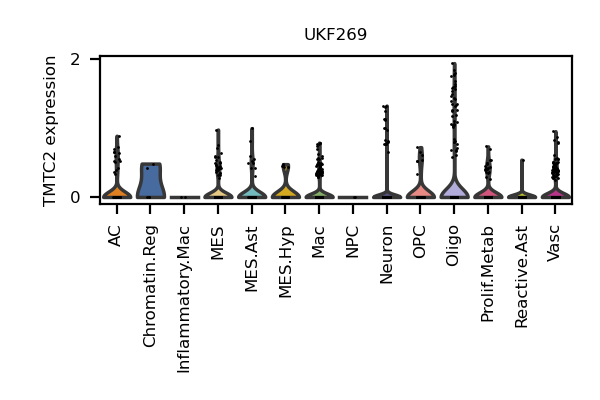 UKF269
TMTC2 expression
2
0
AC
Chromatin.Reg
Inflammatory.Mac
MES
MES.Ast
MES.Hyp
Mac
NPC
Neuron
OPC
Oligo
Prolif.Metab
Reactive.Ast
Vasc